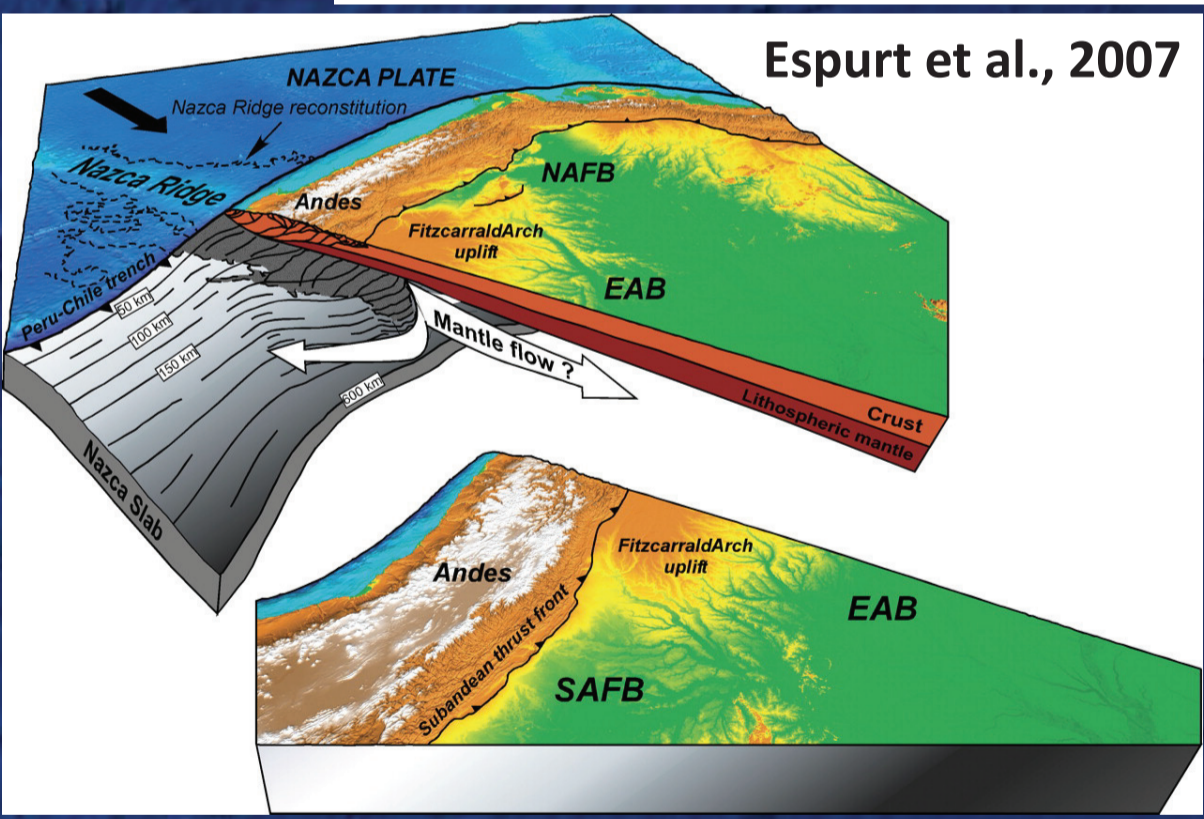 Espurt et al., 2007
NAZCA PLATE
Nazca Ridge reconstitution
Nazca Ridge
Andes
NAFB
FitzcarraldArch
uplift
EAB
Peru-Chile trench
50 km
100 km
150 km
600 km
Mantle flow ?
Crust
Lithospheric mantle
Nazca Slab
Andes
FitzcarraldArch
uplift
EAB
Subandean thrust front
SAFB